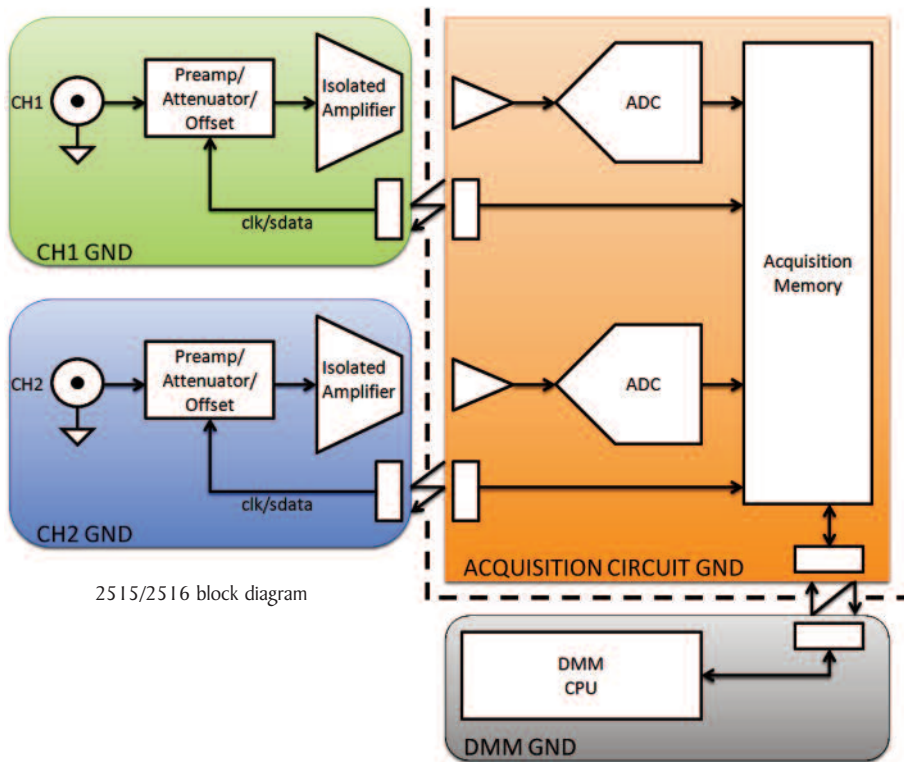 CH1
Preamp/
Attenuator/
Offset
Isolated
Amplifier
clk/sdata
CH1 GND
ADC
Acquisition
Memory
CH2
Preamp/
Attenuator/
Offset
Isolated
Amplifier
clk/sdata
CH2 GND
ADC
ACQUISITION CIRCUIT GND
2515/2516 block diagram
DMM
CPU
DMM GND